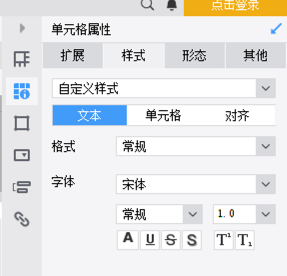 点击登录
单元格属性
扩展 样式 形态 其他
自定义样式
文本 单元格 对齐
格式 常规
字体 宋体
常规 1.0
A U S S T¹ T₁